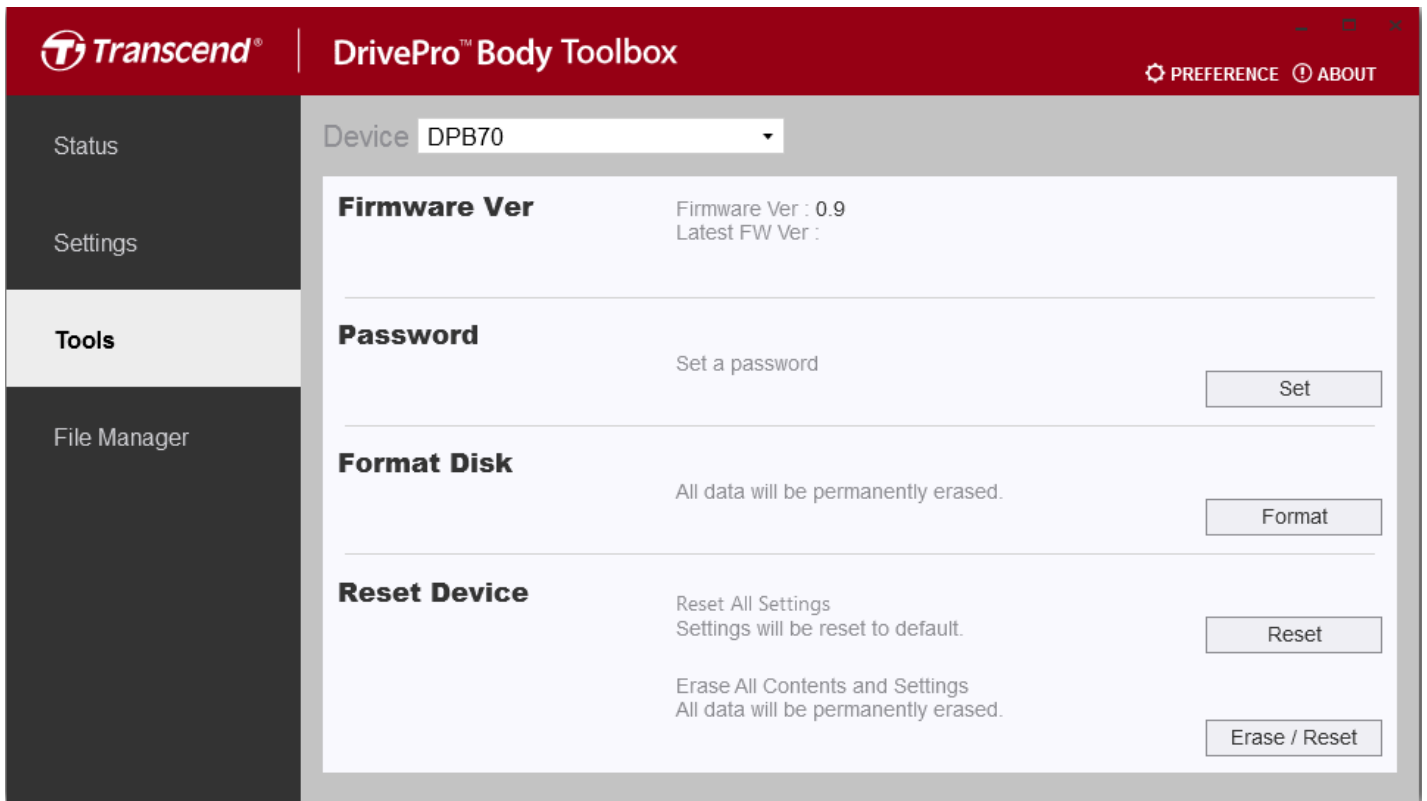 Transcend®
DrivePro™ Body Toolbox
PREFERENCE ABOUT
Status
Settings
Tools
File Manager
Device DPB70
Firmware Ver
Firmware Ver : 0.9
Latest FW Ver :
Password
Set a password
Set
Format Disk
All data will be permanently erased.
Format
Reset Device
Reset All Settings
Settings will be reset to default.
Reset
Erase All Contents and Settings
All data will be permanently erased.
Erase / Reset